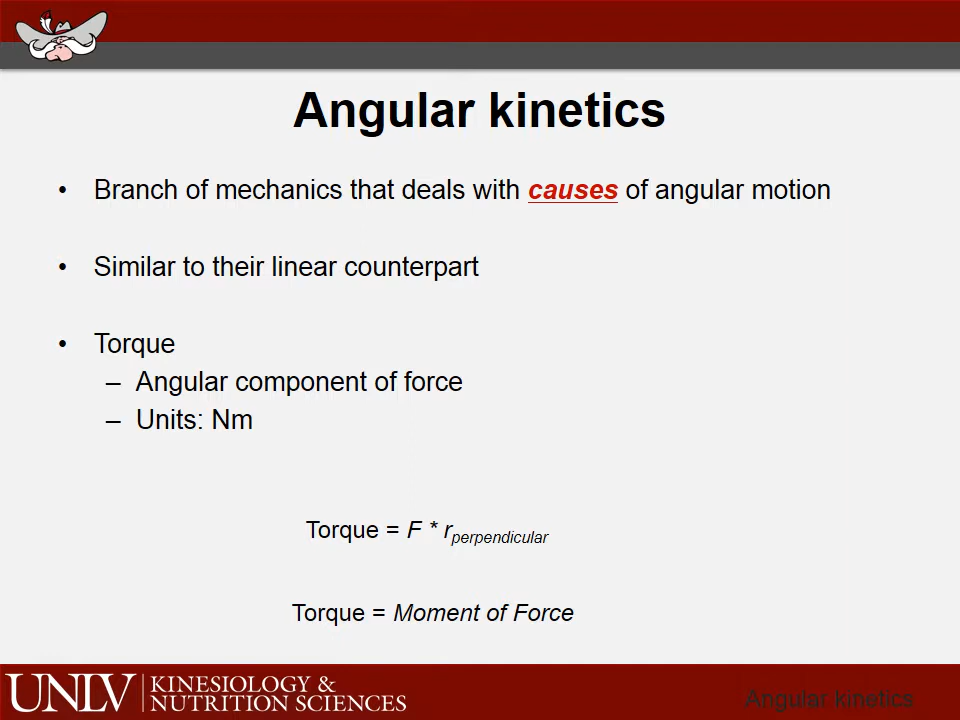 Angular kinetics
• Branch of mechanics that deals with causes of angular motion
• Similar to their linear counterpart
• Torque
– Angular component of force
– Units: Nm
Torque = F * r perpendicular
Torque = Moment of Force
UNLV KINESIOLOGY &
NUTRITION SCIENCES
Angular kinetics